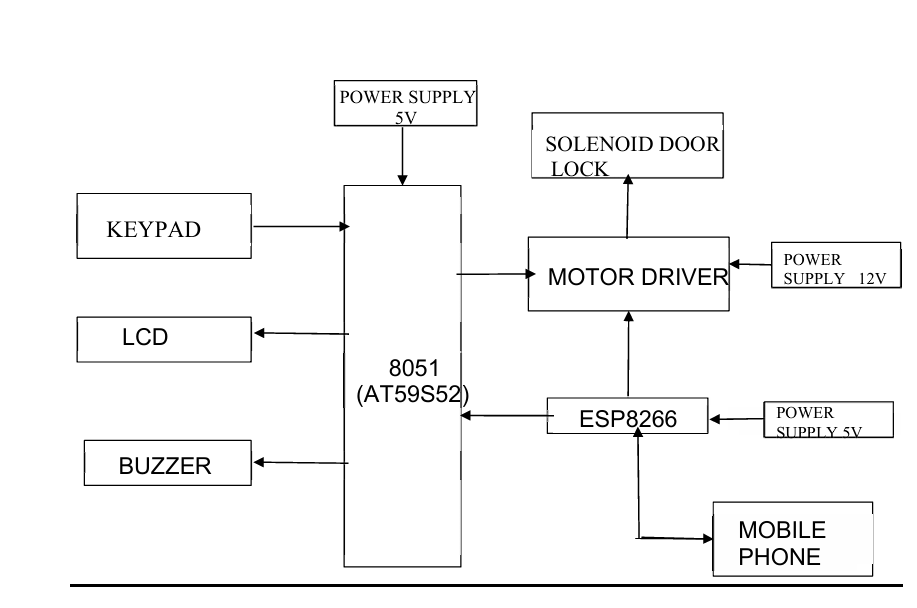 POWER SUPPLY
5V
SOLENOID DOOR
LOCK
KEYPAD
MOTOR DRIVER
POWER
SUPPLY 12V
LCD
8051
(AT59S52)
ESP8266
POWER
SUPPLY 5V
BUZZER
MOBILE
PHONE